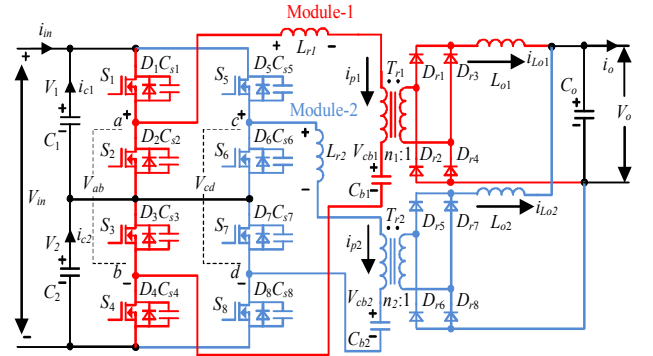 Module-1
i_in
L_r1
D_1 C_s1
D_5 C_s5
S_1
S_5
V_1
i_c1
C_1
a
c
Module-2
i_p1
T_r1
D_r1
D_r3
L_o1
i_Lo1
i_o
C_o
V_o
D_2 C_s2
D_6 C_s6
S_2
S_6
L_r2
V_cb1
n_1:1
D_r2
D_r4
C_b1
V_in
V_ab
V_cd
D_3 C_s3
D_7 C_s7
S_3
S_7
V_2
i_c2
C_2
b
d
i_p2
T_r2
D_r5
D_r7
L_o2
i_Lo2
D_4 C_s4
D_8 C_s8
S_4
S_8
V_cb2
n_2:1
D_r6
D_r8
C_b2